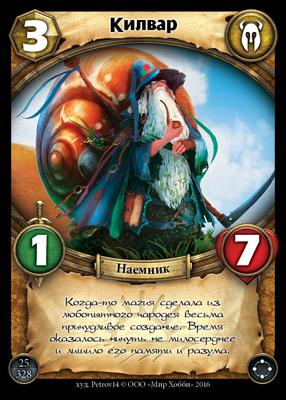 3
Килвар
1
7
Наемник
Когда-то магия сделала из
любопытного чародея весьма
причудливое создание. Время
оказалось ничуть не милосерднее
и лишило его памяти и разума.
25
328
худ. Petrov14 © ООО «Мир Хобби» 2016